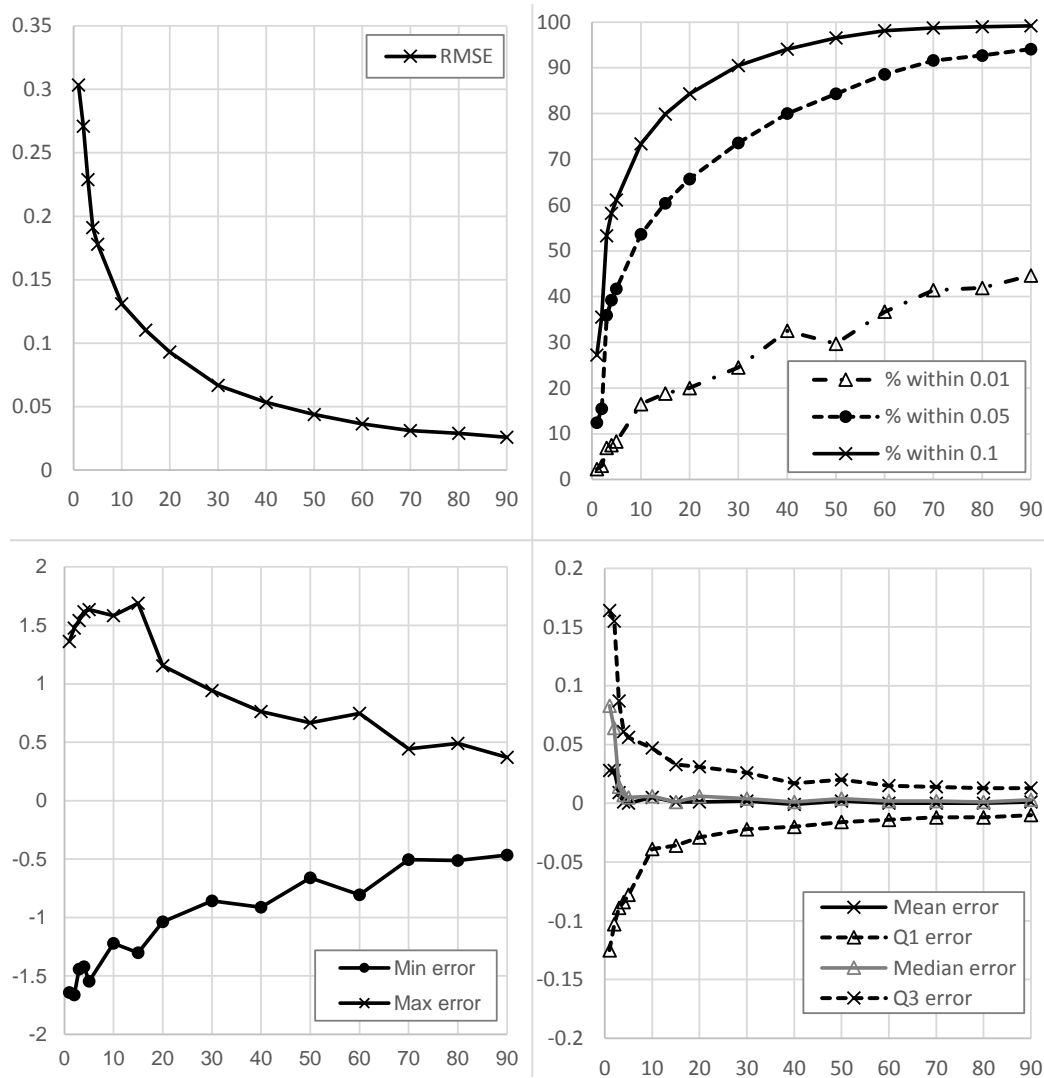 0.35
0.3
0.25
0.2
0.15
0.1
0.05
0
0 10 20 30 40 50 60 70 80 90
RMSE
100
90
80
70
60
50
40
30
20
10
0
0 10 20 30 40 50 60 70 80 90
% within 0.01
% within 0.05
% within 0.1
2
1.5
1
0.5
0
-0.5
-1
-1.5
-2
0 10 20 30 40 50 60 70 80 90
Min error
Max error
0.2
0.15
0.1
0.05
0
-0.05
-0.1
-0.15
-0.2
0 10 20 30 40 50 60 70 80 90
Mean error
Q1 error
Median error
Q3 error